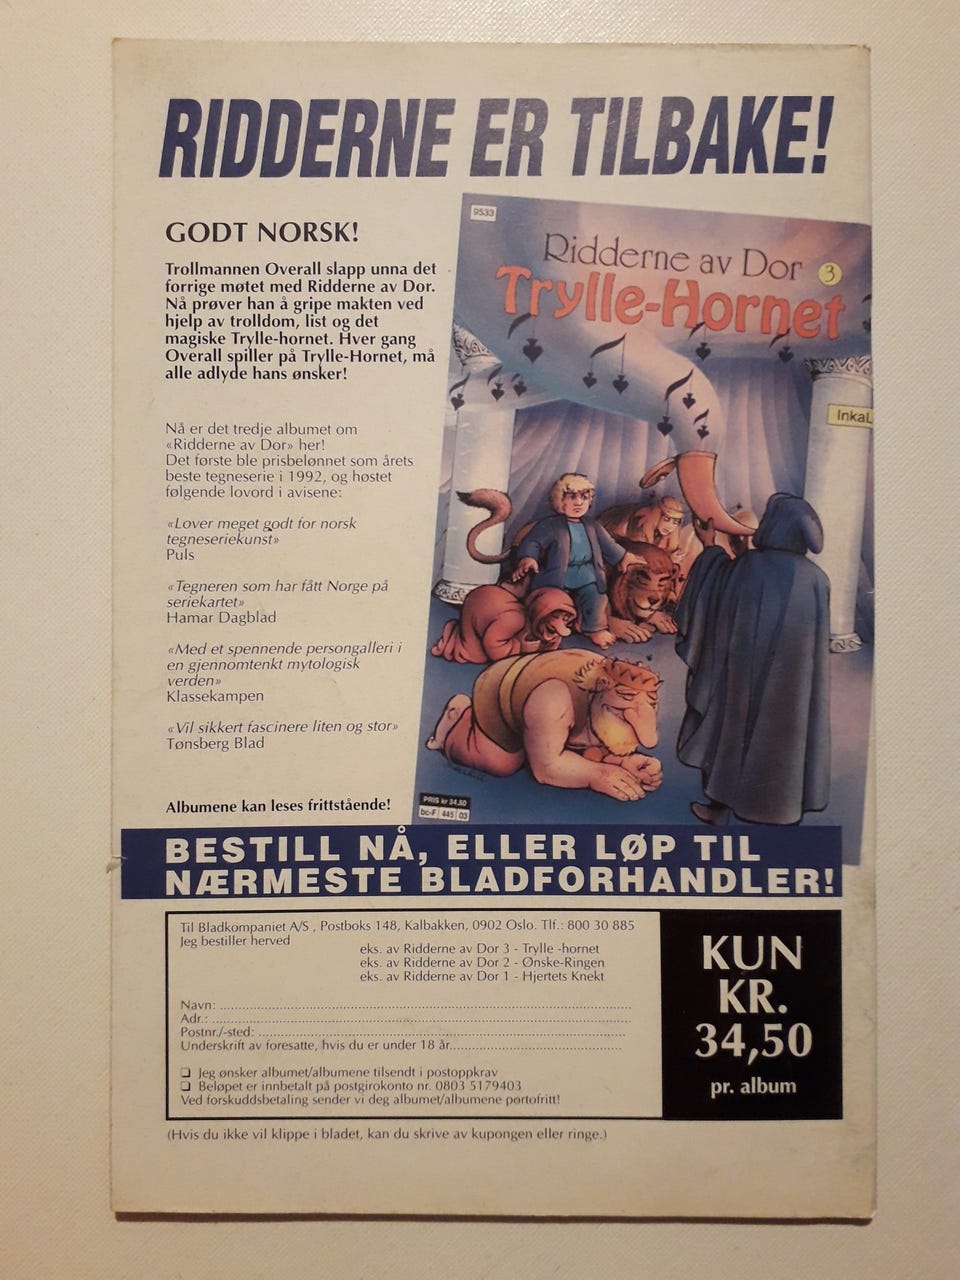 RIDDERNE ER TILBAKE!
GODT NORSK!
Trollmannen Overall slapp unna det
forrige møtet med Ridderne av Dor.
Nå prøver han å gripe makten ved
hjelp av trolldom, list og det
magiske Trylle-hornet. Hver gang
Overall spiller på Trylle-Hornet, må
alle adlyde hans ønsker!
Nå er det tredje albumet om
«Ridderne av Dor» her!
Det første ble prisbelønnet som årets
beste tegneserie i 1992, og høstet
følgende lovord i avisene:
«Lover meget godt for norsk
tegneseriekunst»
Puls
«Tegneren som har fått Norge på
seriekartet»
Hamar Dagblad
«Med et spennende persongalleri i
en gjennomtenkt mytologisk
verden»
Klassekampen
«Vil sikkert fascinere liten og stor»
Tønsberg Blad
Albumene kan leses frittstående!
9533
Ridderne av Dor 3
Trylle-Hornet
InkaL
PRIS kr 34,50
bc-F 445 03
BESTILL NÅ, ELLER LØP TIL
NÆRMESTE BLADFORHANDLER!
Til Bladkompaniet A/S , Postboks 148, Kalbakken, 0902 Oslo. Tlf.: 800 30 885
Jeg bestiller herved
eks. av Ridderne av Dor 3 - Trylle -hornet
eks. av Ridderne av Dor 2 - Ønske-Ringen
eks. av Ridderne av Dor 1 - Hjertets Knekt
Navn:
Adr.:
Postnr./-sted:
Underskrift av foresatte, hvis du er under 18 år
❏ Jeg ønsker albumet/albumene tilsendt i postoppkrav
❏ Beløpet er innbetalt på postgirokonto nr. 0803 5179403
Ved forskuddsbetaling sender vi deg albumet/albumene portofritt!
KUN
KR.
34,50
pr. album
(Hvis du ikke vil klippe i bladet, kan du skrive av kupongen eller ringe.)